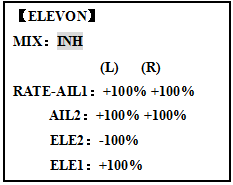 【ELEVON】
MIX：INH
(L) (R)
RATE-AIL1：+100% +100%
AIL2：+100% +100%
ELE2：-100%
ELE1：+100%